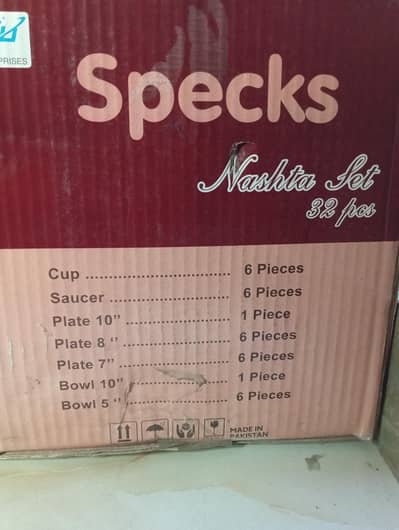 PRISES
Specks
Nashta Set
32 pcs
Cup .................................. 6 Pieces
Saucer ............................. 6 Pieces
Plate 10" ......................... 1 Piece
Plate 8 " .......................... 6 Pieces
Plate 7" ........................... 6 Pieces
Bowl 10" ......................... 1 Piece
Bowl 5 " .......................... 6 Pieces
MADE IN
PAKISTAN